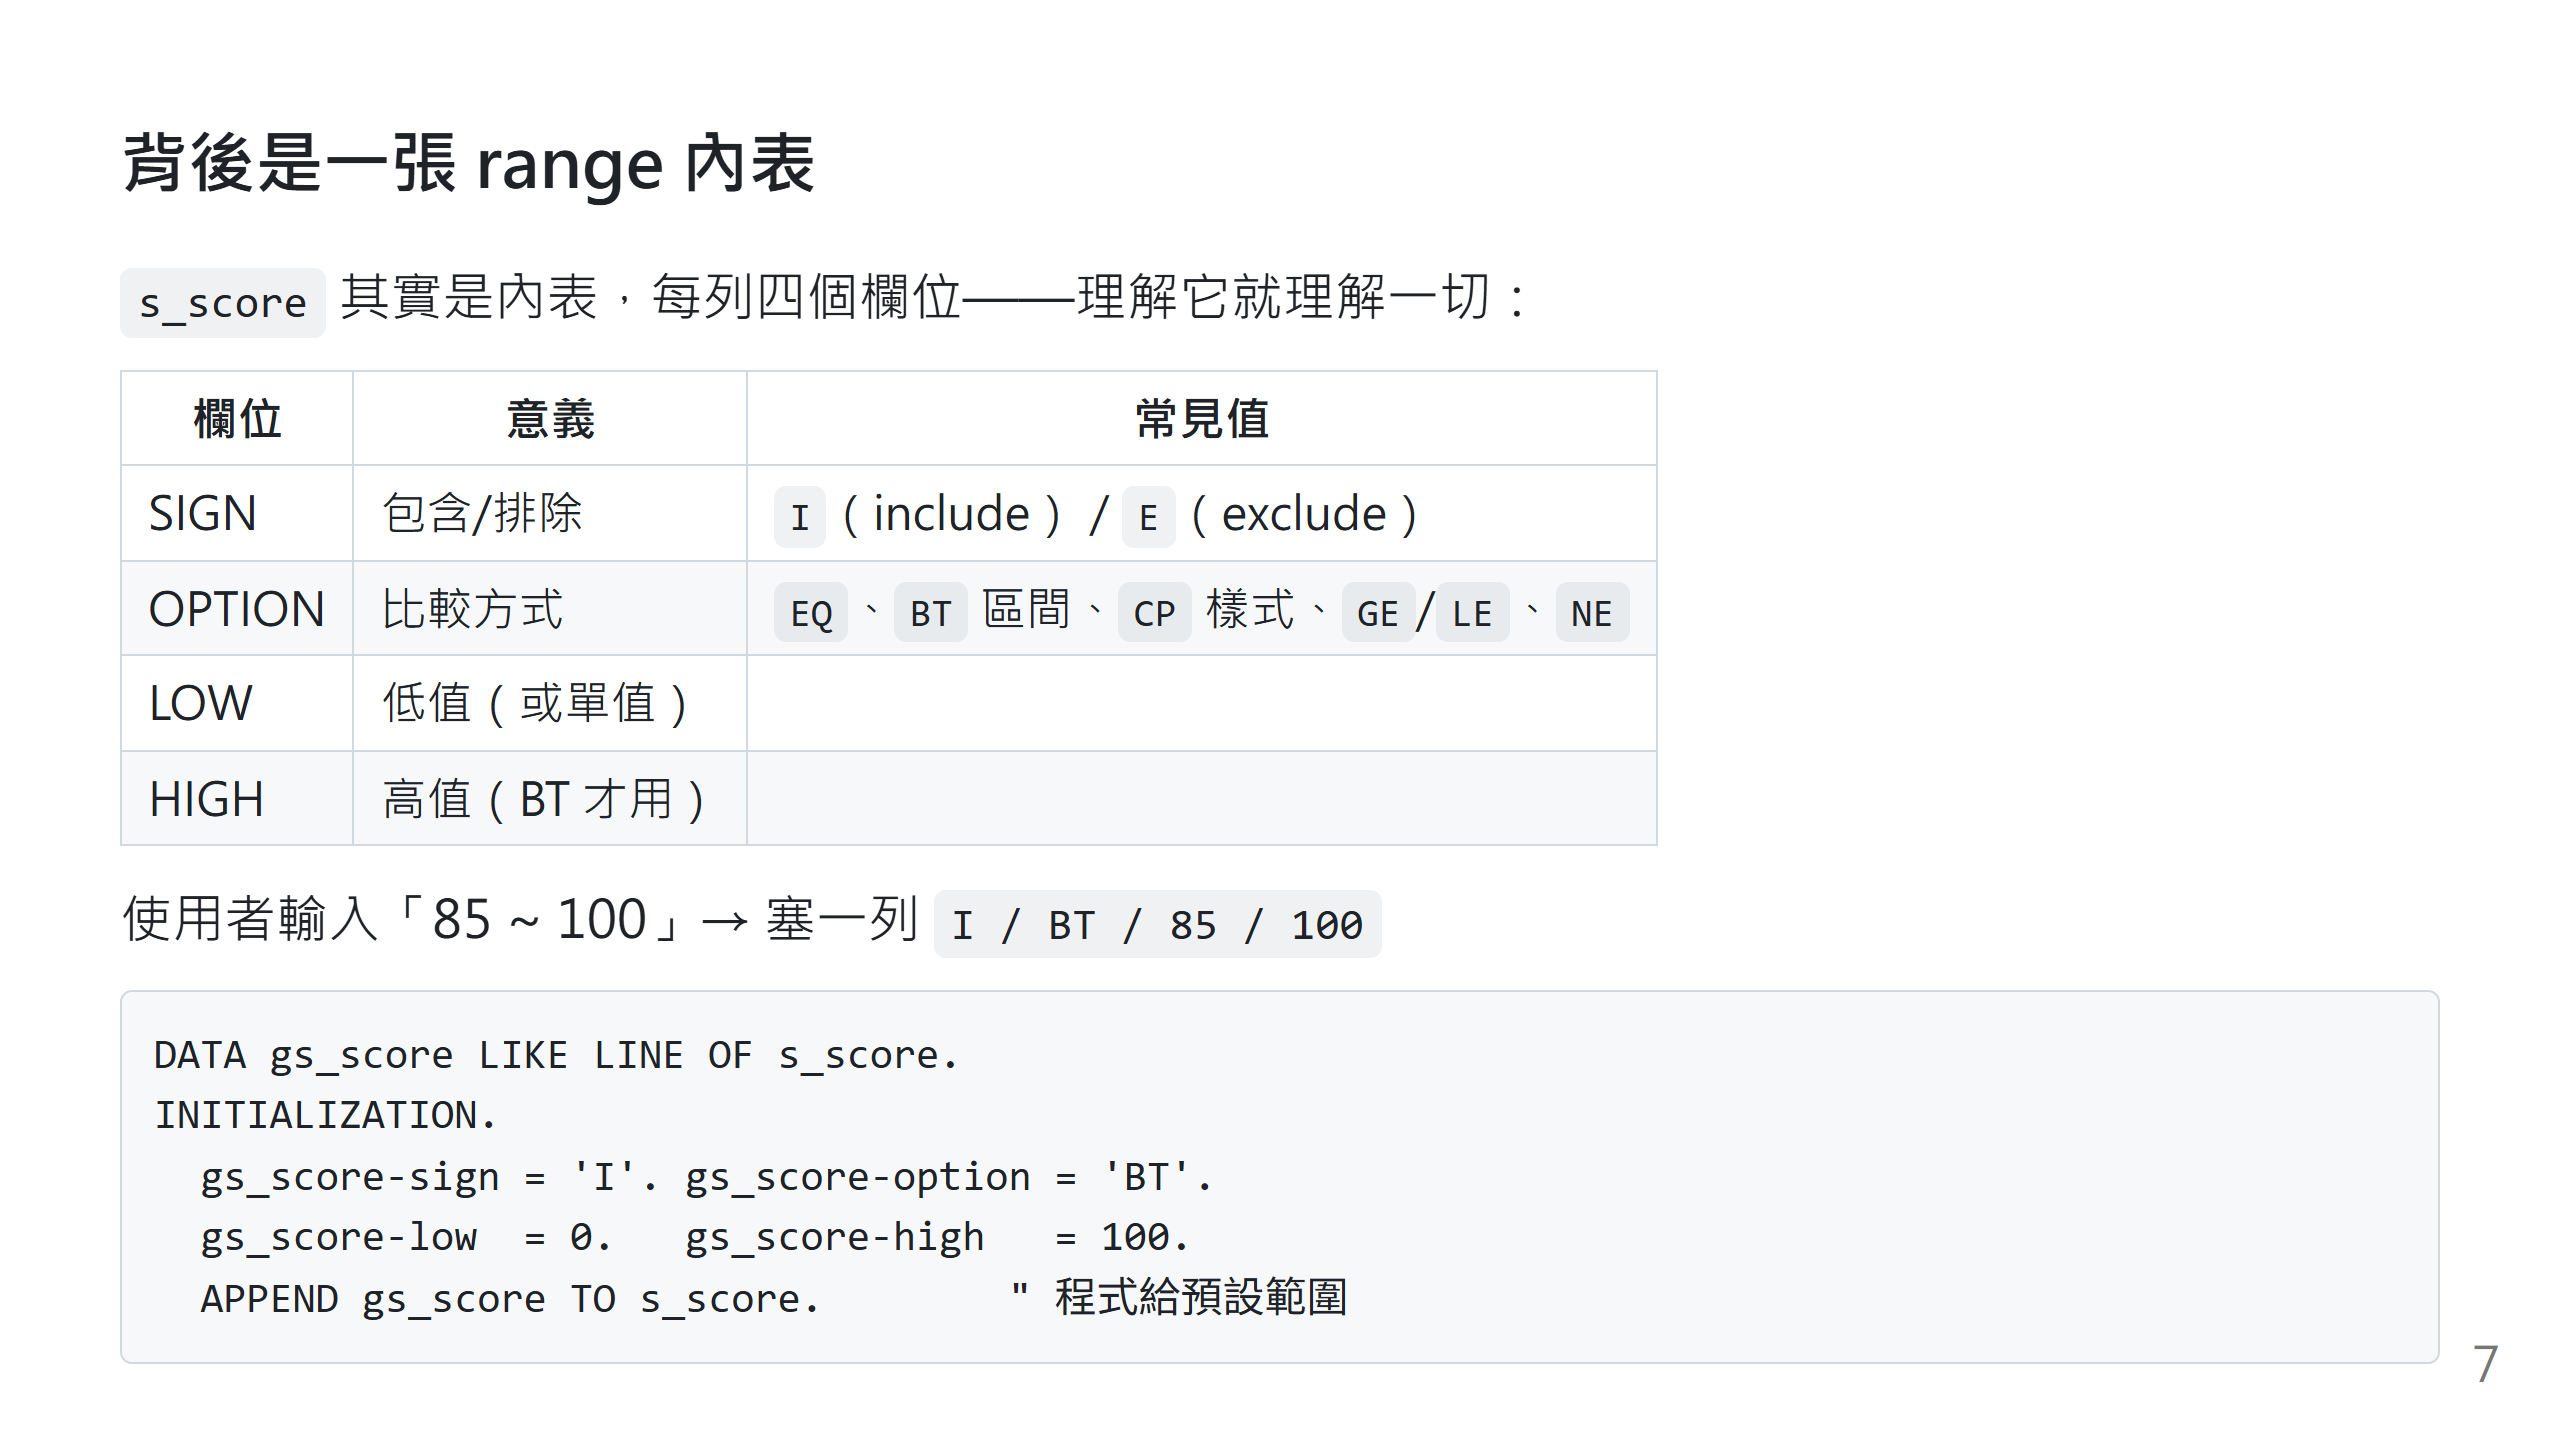 背後是一張 range 內表
s_score 其實是內表，每列四個欄位——理解它就理解一切：
欄位 意義 常見值
SIGN 包含/排除 I（include）/ E（exclude）
OPTION 比較方式 EQ、BT 區間、CP 樣式、GE/LE、NE
LOW 低值（或單值）
HIGH 高值（BT 才用）
使用者輸入「85 ~ 100」→ 塞一列 I / BT / 85 / 100
DATA gs_score LIKE LINE OF s_score.
INITIALIZATION.
  gs_score-sign = 'I'. gs_score-option = 'BT'.
  gs_score-low  = 0.   gs_score-high   = 100.
  APPEND gs_score TO s_score.        " 程式給預設範圍
7